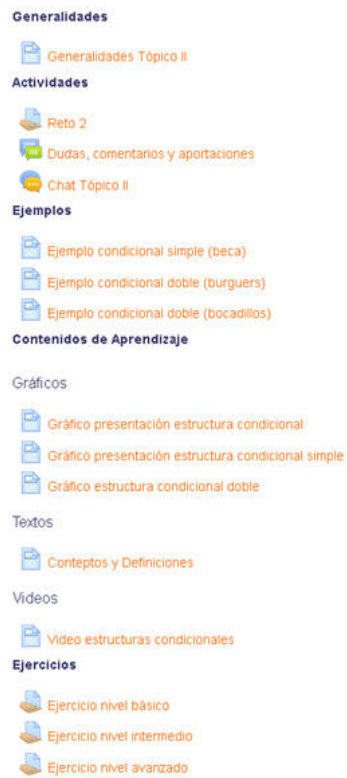 Generalidades
Generalidades Tópico II
Actividades
Reto 2
Dudas, comentarios y aportaciones
Chat Tópico II
Ejemplos
Ejemplo condicional simple (beca)
Ejemplo condicional doble (burguers)
Ejemplo condicional doble (bocadillos)
Contenidos de Aprendizaje
Gráficos
Gráfico presentación estructura condicional
Gráfico presentación estructura condicional simple
Gráfico estructura condicional doble
Textos
Conteptos y Definiciones
Videos
Video estructuras condicionales
Ejercicios
Ejercicio nivel básico
Ejercicio nivel intermedio
Ejercicio nivel avanzado